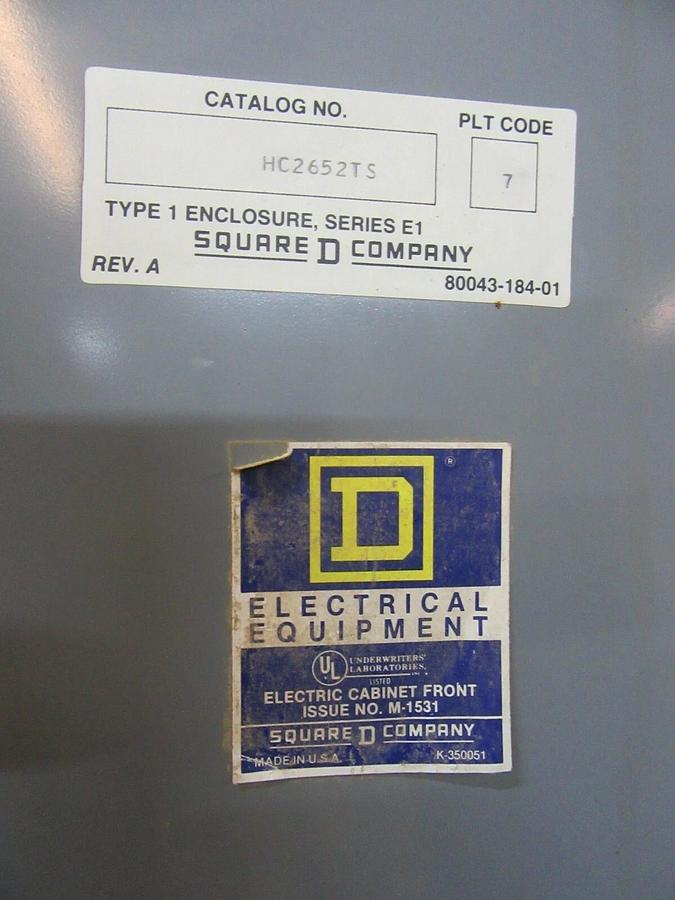 CATALOG NO.
PLT CODE
HC2652TS
7
TYPE 1 ENCLOSURE, SERIES E1
SQUARE D COMPANY
REV. A
80043-184-01
D
®
ELECTRICAL
EQUIPMENT
UL
UNDERWRITERS'
LABORATORIES, INC.
LISTED
ELECTRIC CABINET FRONT
ISSUE NO. M-1531
SQUARE D COMPANY
MADE IN U.S.A.
K-350051